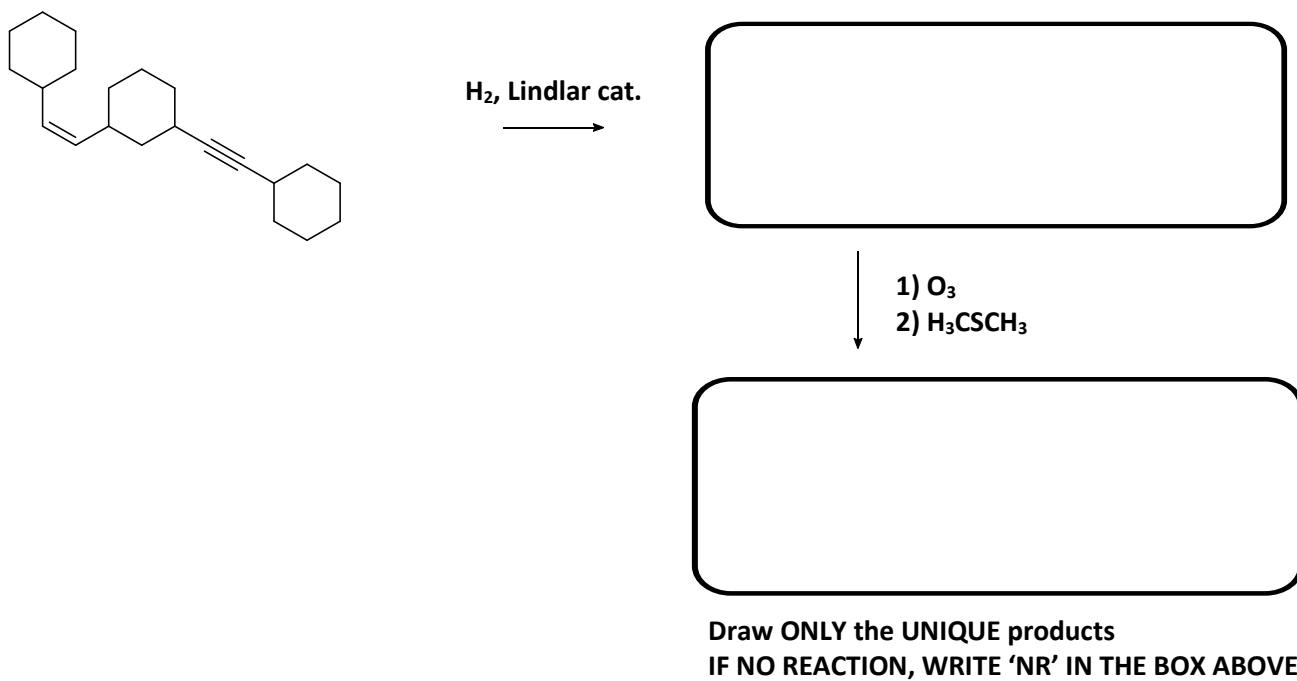 H₂, Lindlar cat.
1) O₃
2) H₃CSCH₃
Draw ONLY the UNIQUE products
IF NO REACTION, WRITE ‘NR’ IN THE BOX ABOVE